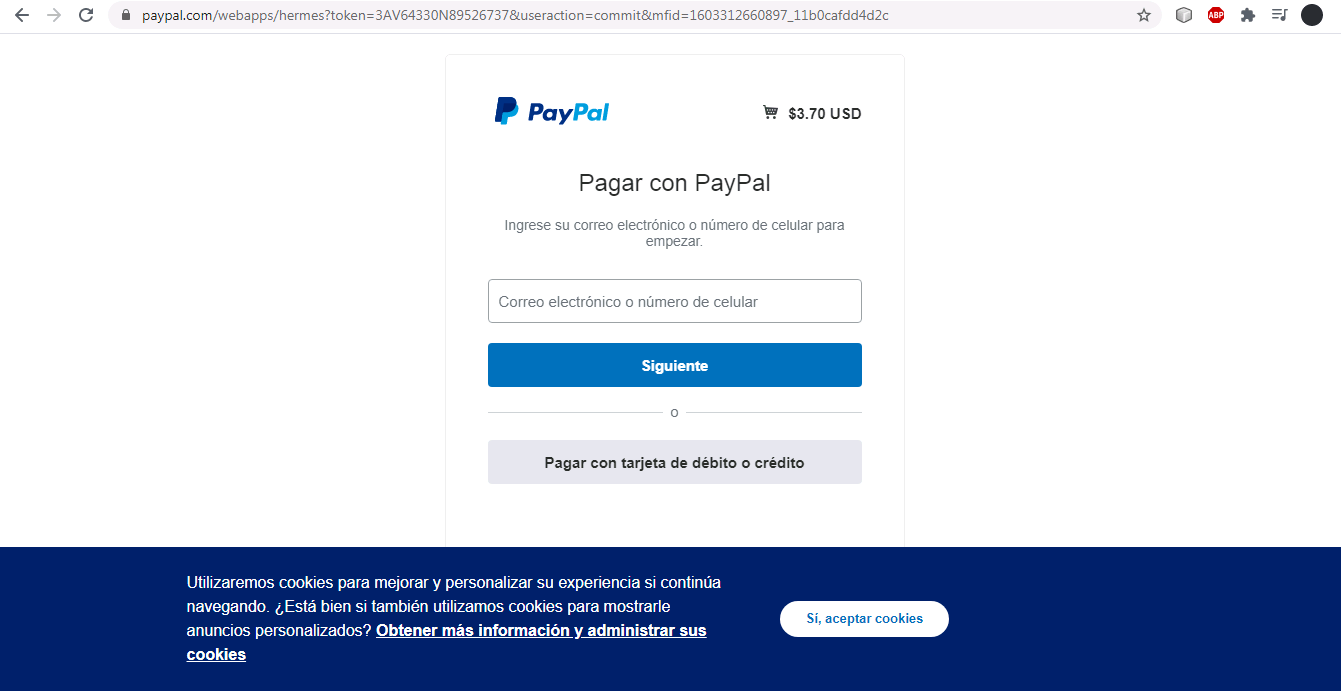 paypal.com/webapps/hermes?token=3AV64330N89526737&useraction=commit&mfid=1603312660897_11b0cafdd4d2c
ABP
PayPal
$3.70 USD
Pagar con PayPal
Ingrese su correo electrónico o número de celular para
empezar.
Correo electrónico o número de celular
Siguiente
o
Pagar con tarjeta de débito o crédito
Utilizaremos cookies para mejorar y personalizar su experiencia si continúa
navegando. ¿Está bien si también utilizamos cookies para mostrarle
anuncios personalizados? Obtener más información y administrar sus
cookies
Sí, aceptar cookies